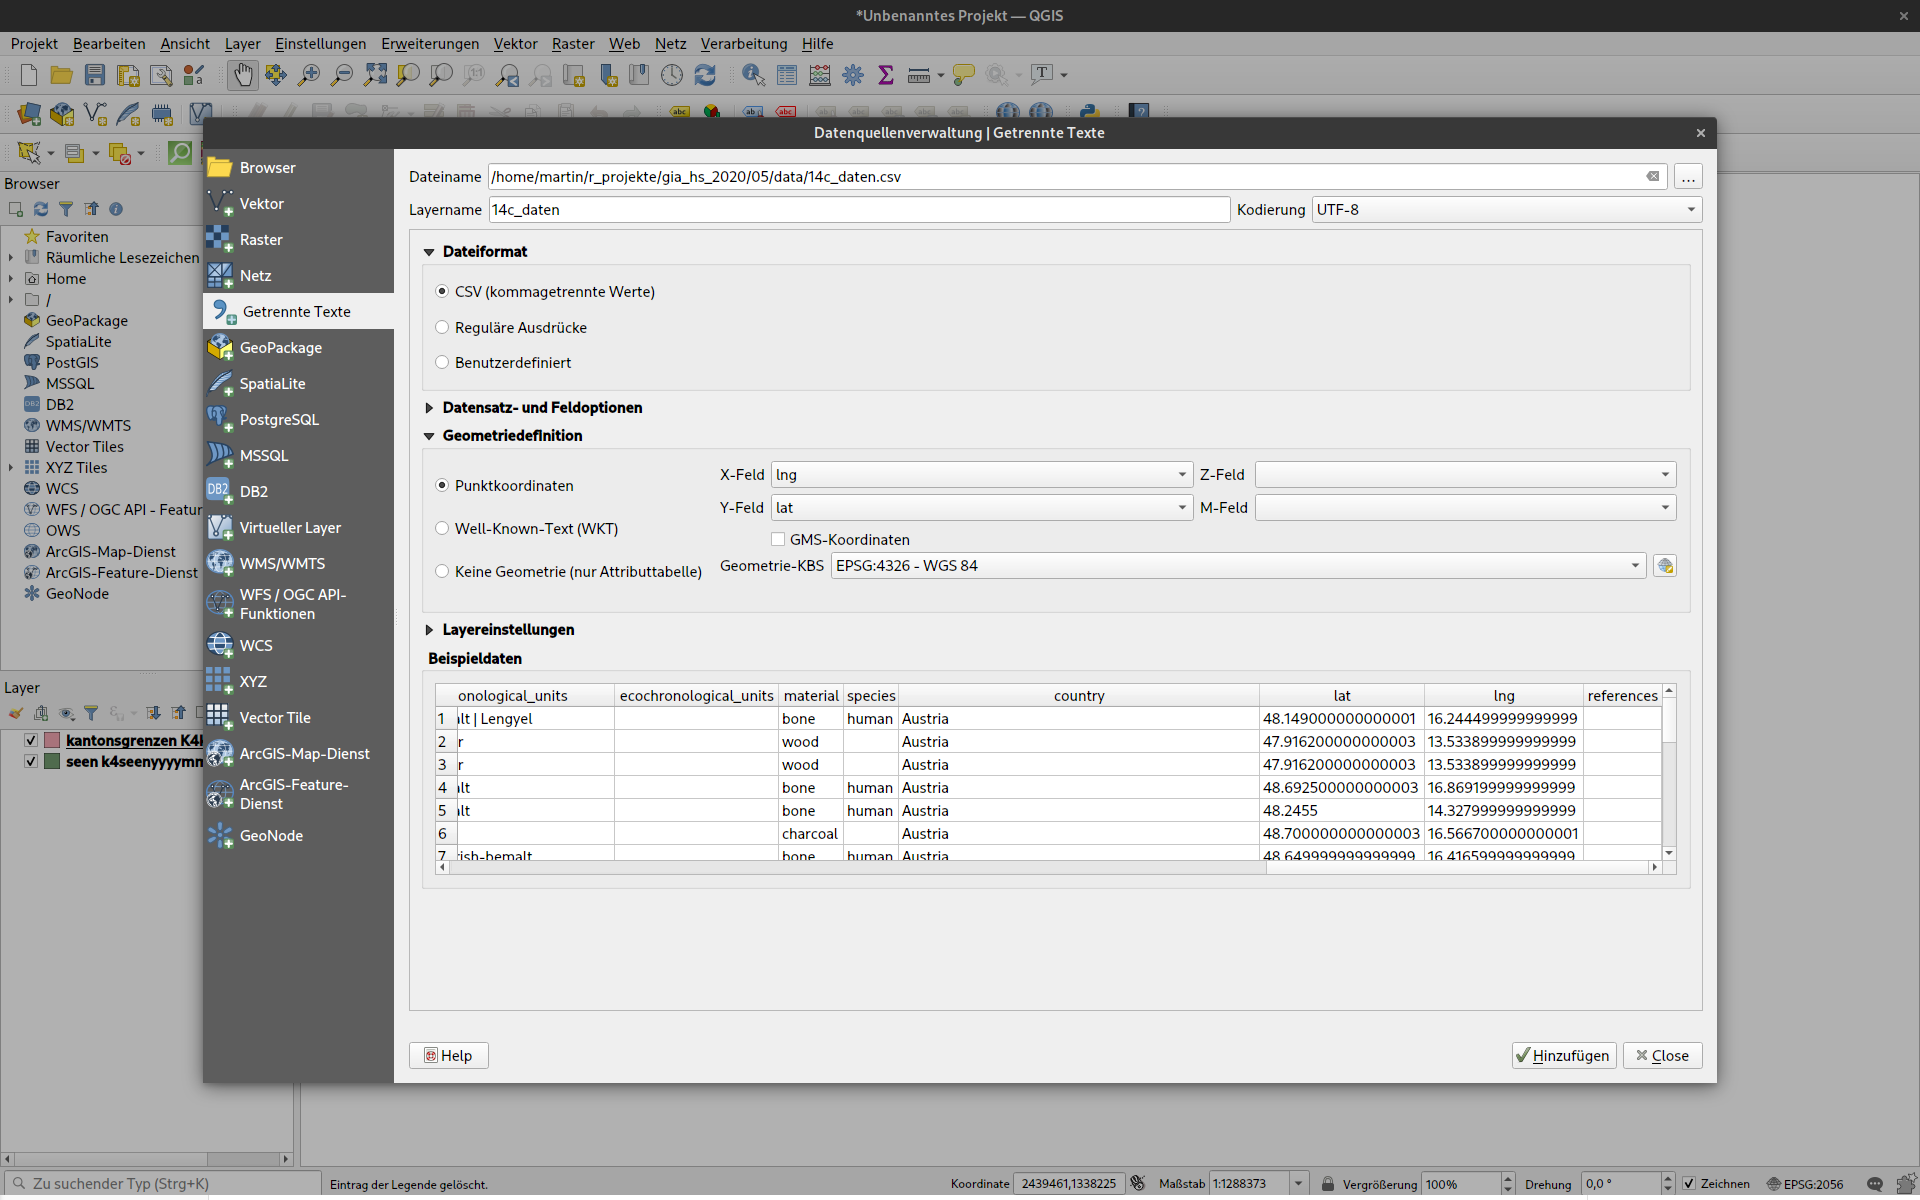 *Unbenanntes Projekt — QGIS
Projekt Bearbeiten Ansicht Layer Einstellungen Erweiterungen Vektor Raster Web Netz Verarbeitung Hilfe
Datenquellenverwaltung | Getrennte Texte
Browser
Favoriten
Räumliche Lesezeichen
Home
/
GeoPackage
SpatiaLite
PostGIS
MSSQL
DB2
WMS/WMTS
Vector Tiles
XYZ Tiles
WCS
WFS / OGC API - Featur
OWS
ArcGIS-Map-Dienst
ArcGIS-Feature-Dienst
GeoNode
Layer
kantonsgrenzen K4k
seen k4seenyyyymn
Browser
Vektor
Raster
Netz
Getrennte Texte
GeoPackage
SpatiaLite
PostgreSQL
MSSQL
DB2
Virtueller Layer
WMS/WMTS
WFS / OGC API-
Funktionen
WCS
XYZ
Vector Tile
ArcGIS-Map-Dienst
ArcGIS-Feature-
Dienst
GeoNode
Dateiname /home/martin/r_projekte/gia_hs_2020/05/data/14c_daten.csv …
Layername 14c_daten Kodierung UTF-8
Dateiformat
CSV (kommagetrennte Werte)
Reguläre Ausdrücke
Benutzerdefiniert
Datensatz- und Feldoptionen
Geometriedefinition
Punktkoordinaten
Well-Known-Text (WKT)
Keine Geometrie (nur Attributtabelle)
X-Feld lng Z-Feld
Y-Feld lat M-Feld
GMS-Koordinaten
Geometrie-KBS EPSG:4326 - WGS 84
Layereinstellungen
Beispieldaten
onological_units ecochronological_units material species country lat lng references
1 alt | Lengyel bone human Austria 48.149000000000001 16.244499999999999
2 r wood Austria 47.916200000000003 13.533899999999999
3 r wood Austria 47.916200000000003 13.533899999999999
4 alt bone human Austria 48.692500000000003 16.869199999999999
5 alt bone human Austria 48.2455 14.327999999999999
6 charcoal Austria 48.700000000000003 16.566700000000001
7 rish-bemalt bone human Austria 48.649999999999999 16.416599999999999
Help Hinzufügen Close
Zu suchender Typ (Strg+K) Eintrag der Legende gelöscht. Koordinate 2439461,1338225 Maßstab 1:1288373 Vergrößerung 100% Drehung 0,0 ° Zeichnen EPSG:2056